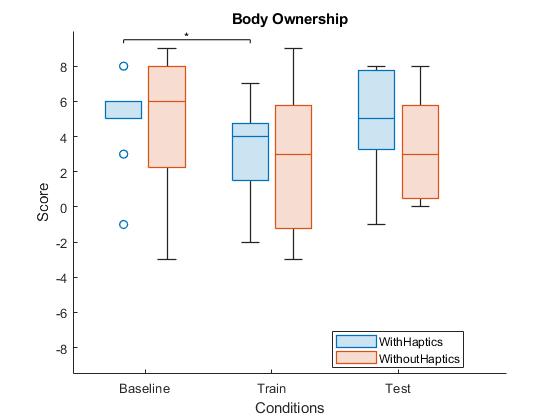 Body Ownership
*
8
6
4
2
0
-2
-4
-6
-8
Score
WithHaptics
WithoutHaptics
Baseline
Train
Test
Conditions